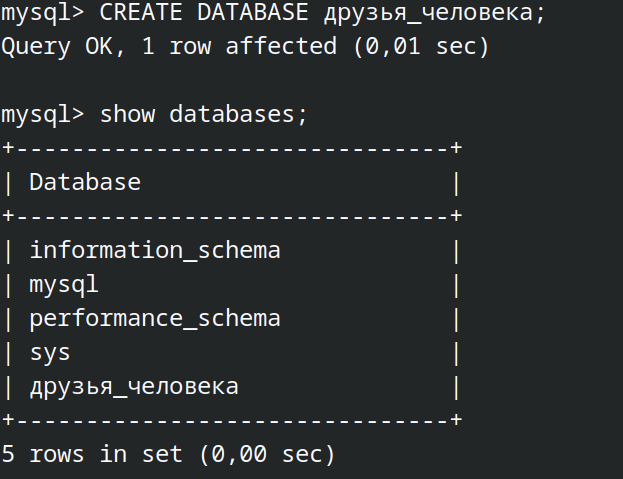 mysql> CREATE DATABASE друзья_человека;
Query OK, 1 row affected (0,01 sec)

mysql> show databases;
+-------------------------------+
| Database                      |
+-------------------------------+
| information_schema            |
| mysql                         |
| performance_schema            |
| sys                           |
| друзья_человека               |
+-------------------------------+
5 rows in set (0,00 sec)